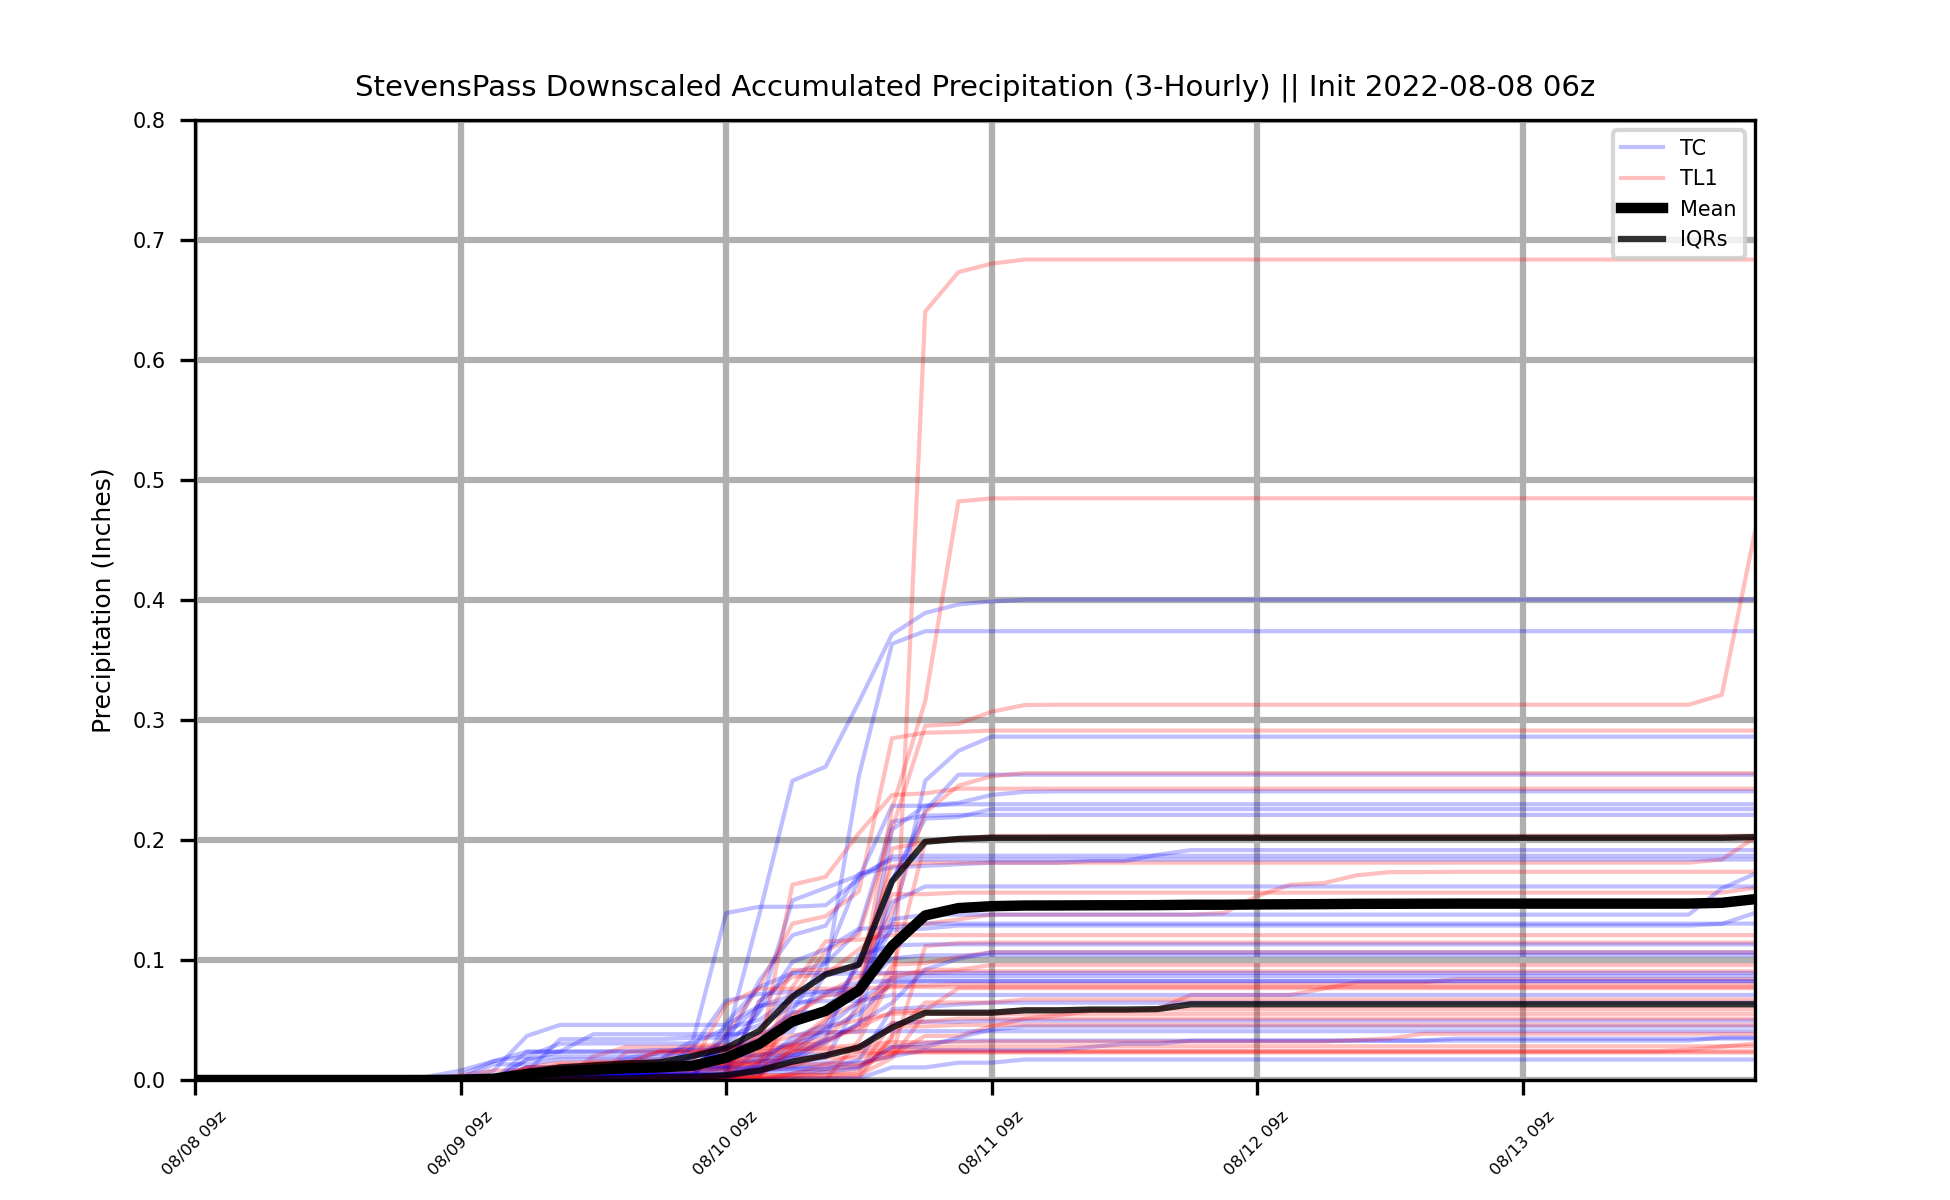 StevensPass Downscaled Accumulated Precipitation (3-Hourly) || Init 2022-08-08 06z
TC
TL1
Mean
IQRs
Precipitation (Inches)
0.8
0.7
0.6
0.5
0.4
0.3
0.2
0.1
0.0
08/08 09z
08/09 09z
08/10 09z
08/11 09z
08/12 09z
08/13 09z